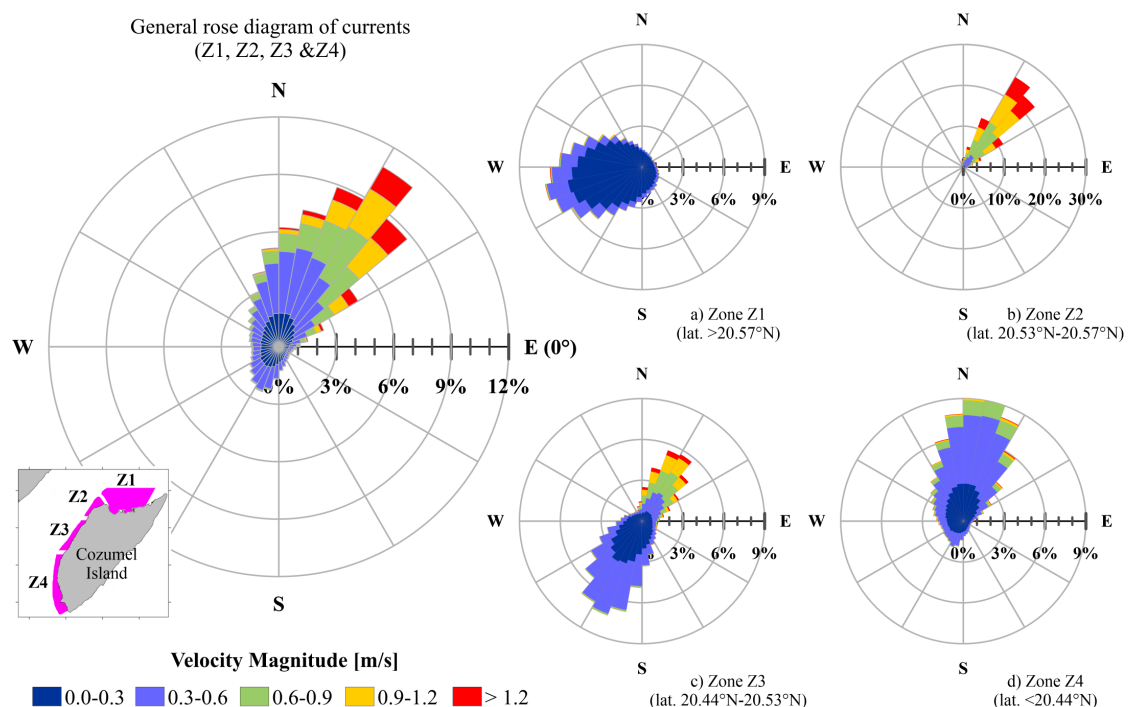 General rose diagram of currents
(Z1, Z2, Z3 &Z4)
N
W
E (0°)
S
0%
3%
6%
9%
12%
Z1
Z2
Z3
Z4
Cozumel
Island
Velocity Magnitude [m/s]
0.0-0.3
0.3-0.6
0.6-0.9
0.9-1.2
> 1.2
N
W
E
S
%
3%
6%
9%
a) Zone Z1
(lat. >20.57°N)
N
W
E
S
0%
10%
20%
30%
b) Zone Z2
(lat. 20.53°N-20.57°N)
N
W
E
S
0%
3%
6%
9%
c) Zone Z3
(lat. 20.44°N-20.53°N)
N
W
E
S
0%
3%
6%
9%
d) Zone Z4
(lat. <20.44°N)